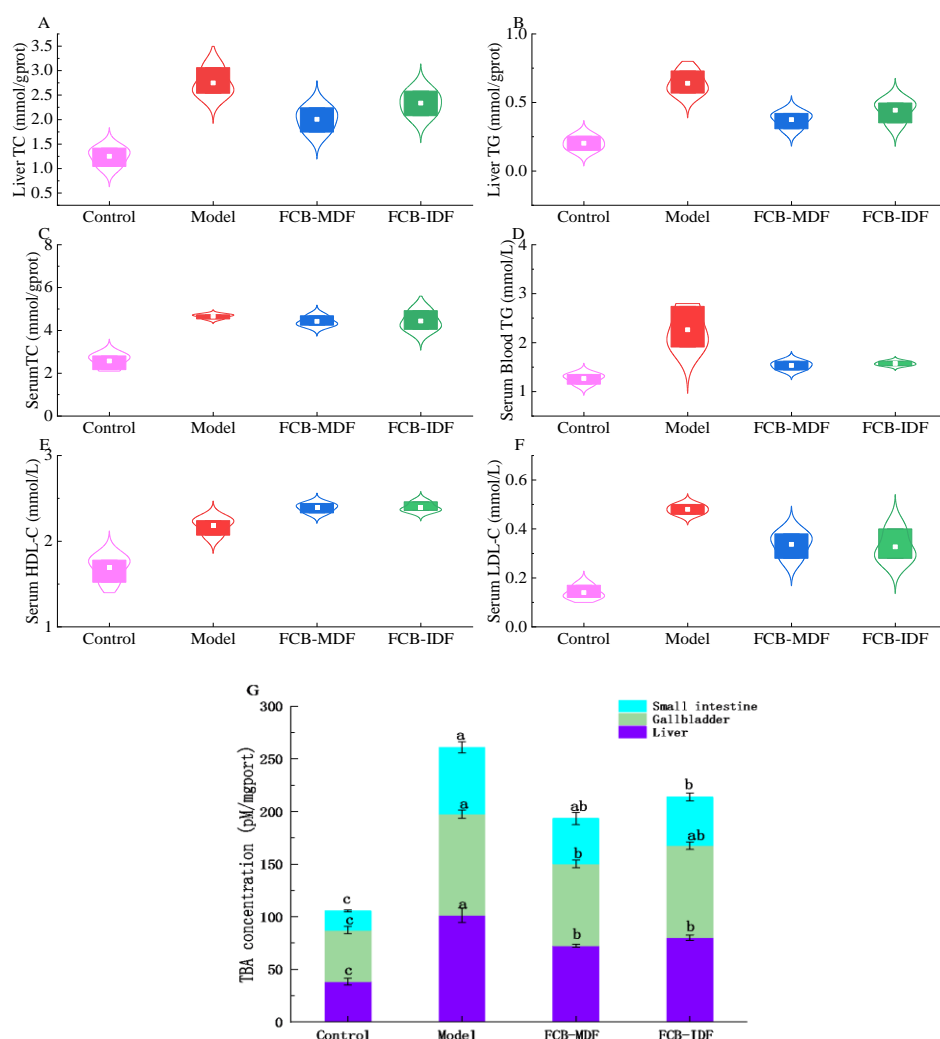 A
Liver TC (mmol/gprot)
3.5
3.0
2.5
2.0
1.5
1.0
0.5
Control Model FCB-MDF FCB-IDF
B
Liver TG (mmol/gprot)
1.0
0.5
0.0
Control Model FCB-MDF FCB-IDF
C
SerumTC (mmol/gprot)
8
6
4
2
0
Control Model FCB-MDF FCB-IDF
D
Serum Blood TG (mmol/L)
4
3
2
1
Control Model FCB-MDF FCB-IDF
E
Serum HDL-C (mmol/L)
3
2
1
Control Model FCB-MDF FCB-IDF
F
Serum LDL-C (mmol/L)
0.6
0.4
0.2
0.0
Control Model FCB-MDF FCB-IDF
G
TBA concentration (pM/mgport)
300
250
200
150
100
50
0
Small intestine
Gallbladder
Liver
c
c
c
a
a
a
ab
b
b
b
ab
b
Control Model FCB-MDF FCB-IDF